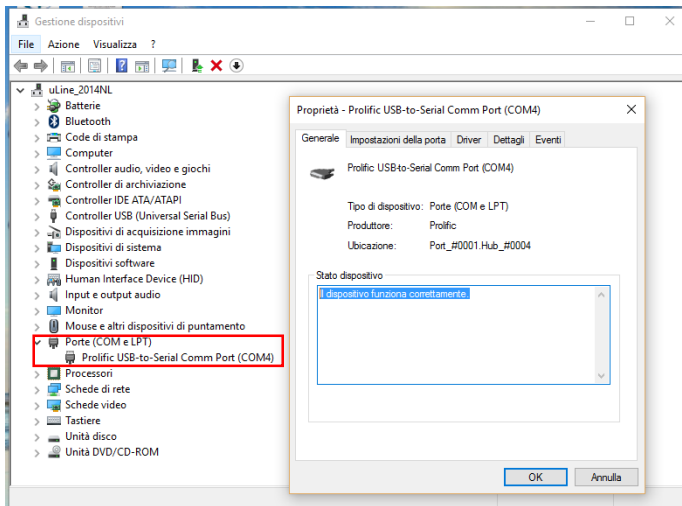 Gestione dispositivi
File Azione Visualizza ?
uLine_2014NL
Batterie
Bluetooth
Code di stampa
Computer
Controller audio, video e giochi
Controller di archiviazione
Controller IDE ATA/ATAPI
Controller USB (Universal Serial Bus)
Dispositivi di acquisizione immagini
Dispositivi di sistema
Dispositivi software
Human Interface Device (HID)
Input e output audio
Monitor
Mouse e altri dispositivi di puntamento
Porte (COM e LPT)
Prolific USB-to-Serial Comm Port (COM4)
Processori
Schede di rete
Schede video
Tastiere
Unità disco
Unità DVD/CD-ROM
Proprietà - Prolific USB-to-Serial Comm Port (COM4)
Generale Impostazioni della porta Driver Dettagli Eventi
Prolific USB-to-Serial Comm Port (COM4)
Tipo di dispositivo: Porte (COM e LPT)
Produttore: Prolific
Ubicazione: Port_#0001.Hub_#0004
Stato dispositivo
Il dispositivo funziona correttamente.
OK Annulla